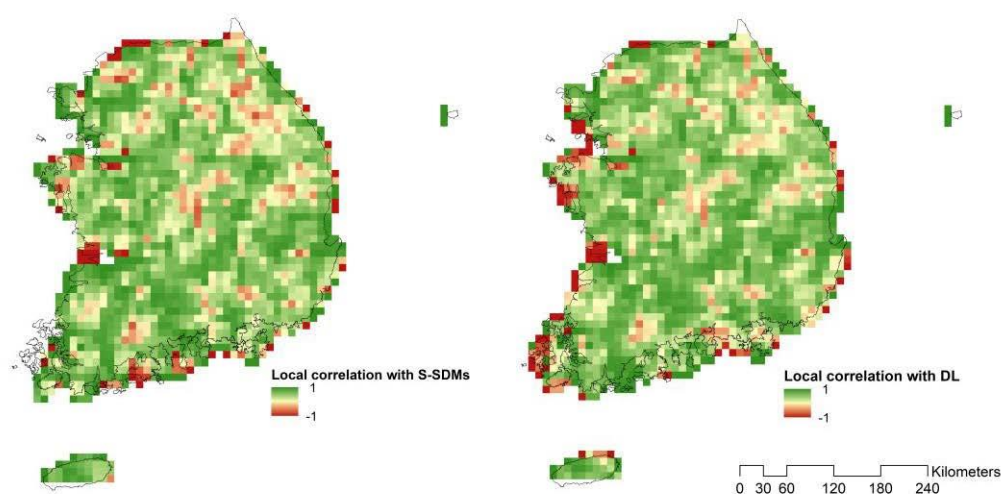 Local correlation with S-SDMs
1
-1
Local correlation with DL
1
-1
Kilometers
0 30 60 120 180 240